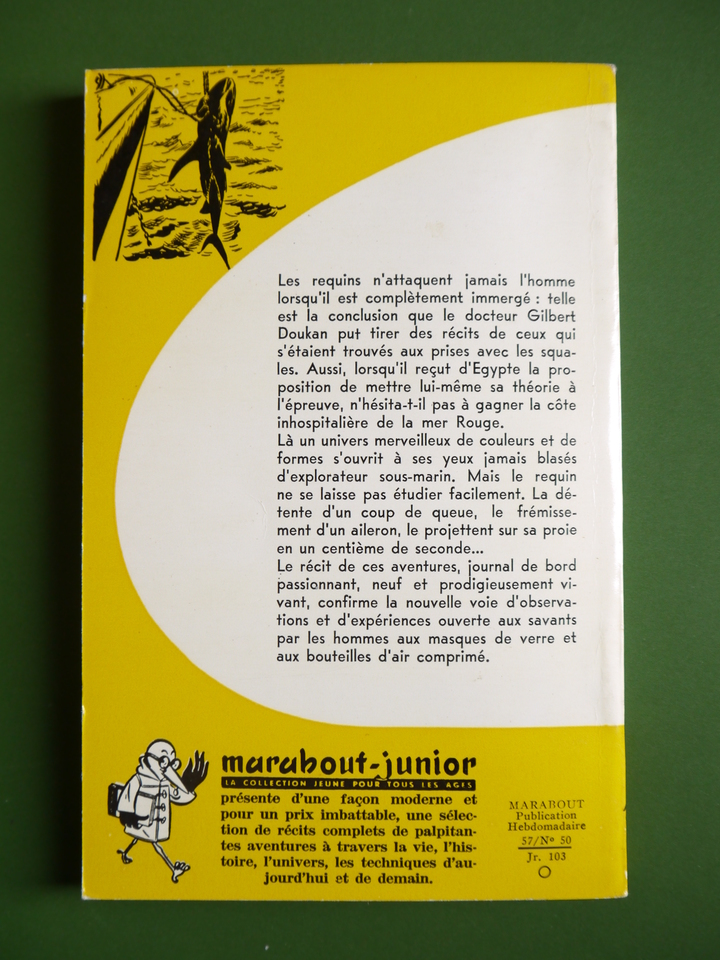 Les requins n'attaquent jamais l'homme
lorsqu'il est complètement immergé : telle
est la conclusion que le docteur Gilbert
Doukan put tirer des récits de ceux qui
s'étaient trouvés aux prises avec les squa-
les. Aussi, lorsqu'il reçut d'Egypte la pro-
position de mettre lui-même sa théorie à
l'épreuve, n'hésita-t-il pas à gagner la côte
inhospitalière de la mer Rouge.
Là un univers merveilleux de couleurs et de
formes s'ouvrit à ses yeux jamais blasés
d'explorateur sous-marin. Mais le requin
ne se laisse pas étudier facilement. La dé-
tente d'un coup de queue, le frémisse-
ment d'un aileron, le projettent sur sa proie
en un centième de seconde...
Le récit de ces aventures, journal de bord
passionnant, neuf et prodigieusement vi-
vant, confirme la nouvelle voie d'observa-
tions et d'expériences ouverte aux savants
par les hommes aux masques de verre et
aux bouteilles d'air comprimé.
marabout-junior
LA COLLECTION JEUNE POUR TOUS LES AGES
présente d'une façon moderne et
pour un prix imbattable, une sélec-
tion de récits complets de palpitan-
tes aventures à travers la vie, l'his-
toire, l'univers, les techniques d'au-
jourd'hui et de demain.
MARABOUT
Publication
Hebdomadaire
57/N° 50
Jr. 103